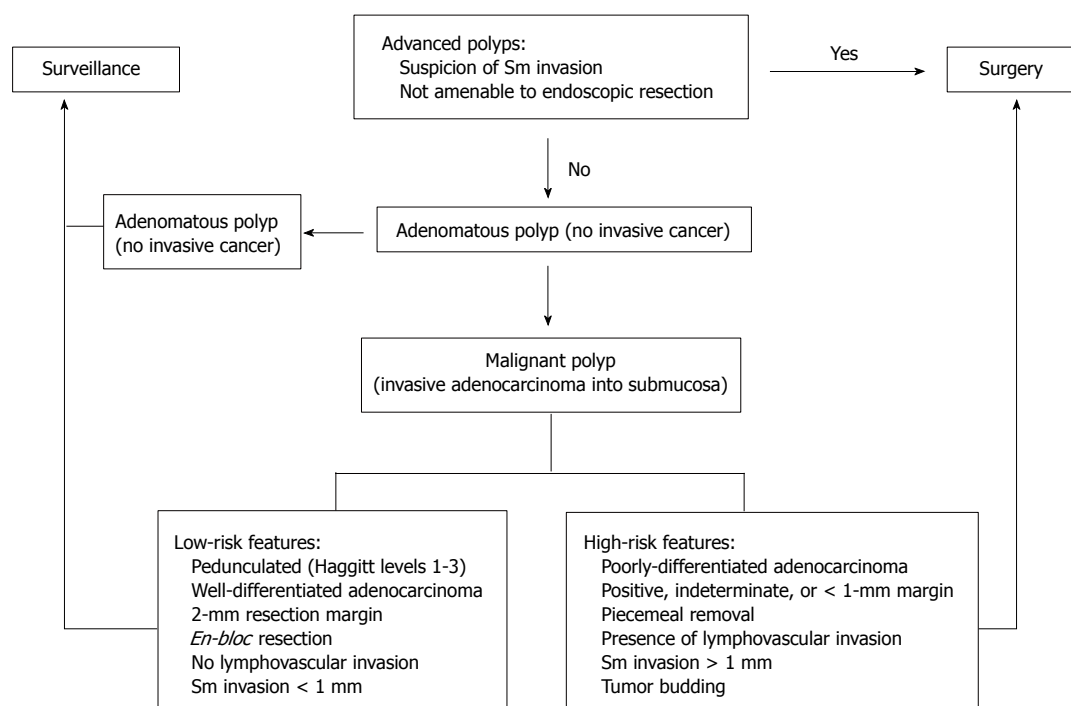 Advanced polyps:
Suspicion of Sm invasion
Not amenable to endoscopic resection
Yes
Surgery
Surveillance
No
Adenomatous polyp
(no invasive cancer)
Adenomatous polyp (no invasive cancer)
Malignant polyp
(invasive adenocarcinoma into submucosa)
Low-risk features:
Pedunculated (Haggitt levels 1-3)
Well-differentiated adenocarcinoma
2-mm resection margin
En-bloc resection
No lymphovascular invasion
Sm invasion < 1 mm
High-risk features:
Poorly-differentiated adenocarcinoma
Positive, indeterminate, or < 1-mm margin
Piecemeal removal
Presence of lymphovascular invasion
Sm invasion > 1 mm
Tumor budding